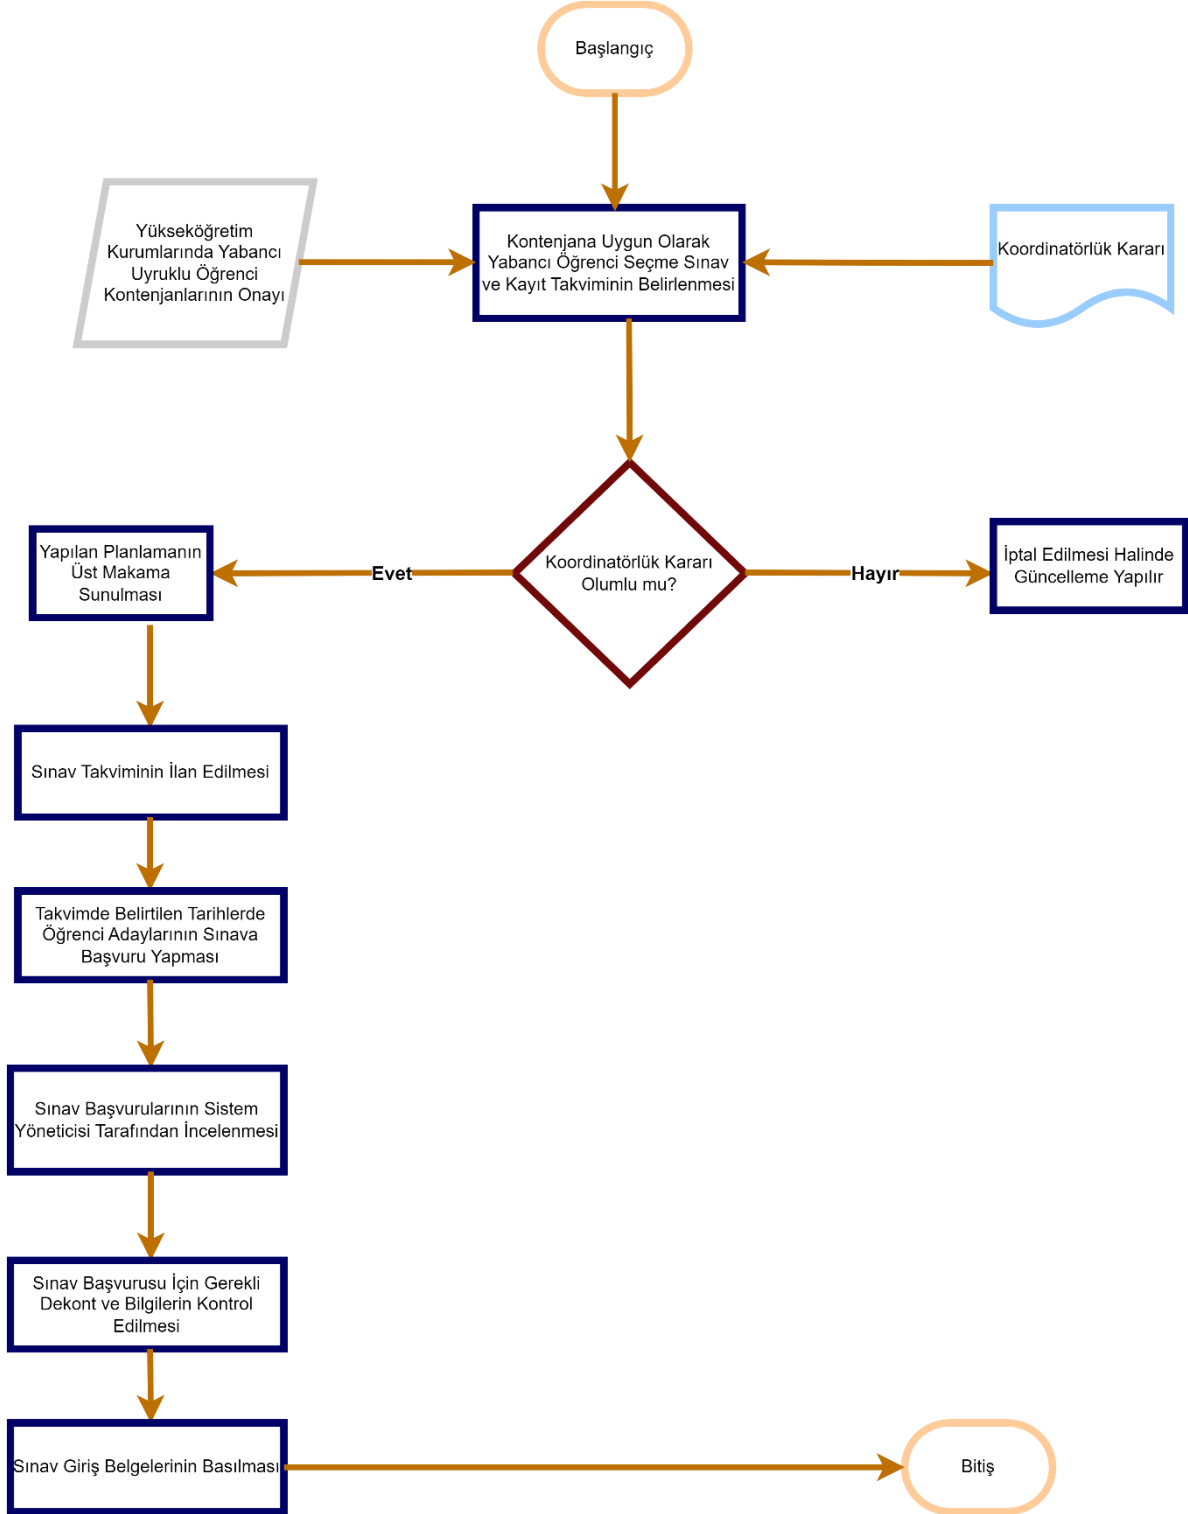 Başlangıç
Yükseköğretim
Kurumlarında Yabancı
Uyruklu Öğrenci
Kontenjanlarının Onayı
Kontenjana Uygun Olarak
Yabancı Öğrenci Seçme Sınav
ve Kayıt Takviminin Belirlenmesi
Koordinatörlük Kararı
Koordinatörlük Kararı
Olumlu mu?
Evet
Hayır
Yapılan Planlamanın
Üst Makama
Sunulması
İptal Edilmesi Halinde
Güncelleme Yapılır
Sınav Takviminin İlan Edilmesi
Takvimde Belirtilen Tarihlerde
Öğrenci Adaylarının Sınava
Başvuru Yapması
Sınav Başvurularının Sistem
Yöneticisi Tarafından İncelenmesi
Sınav Başvurusu İçin Gerekli
Dekont ve Bilgilerin Kontrol
Edilmesi
Sınav Giriş Belgelerinin Basılması
Bitiş